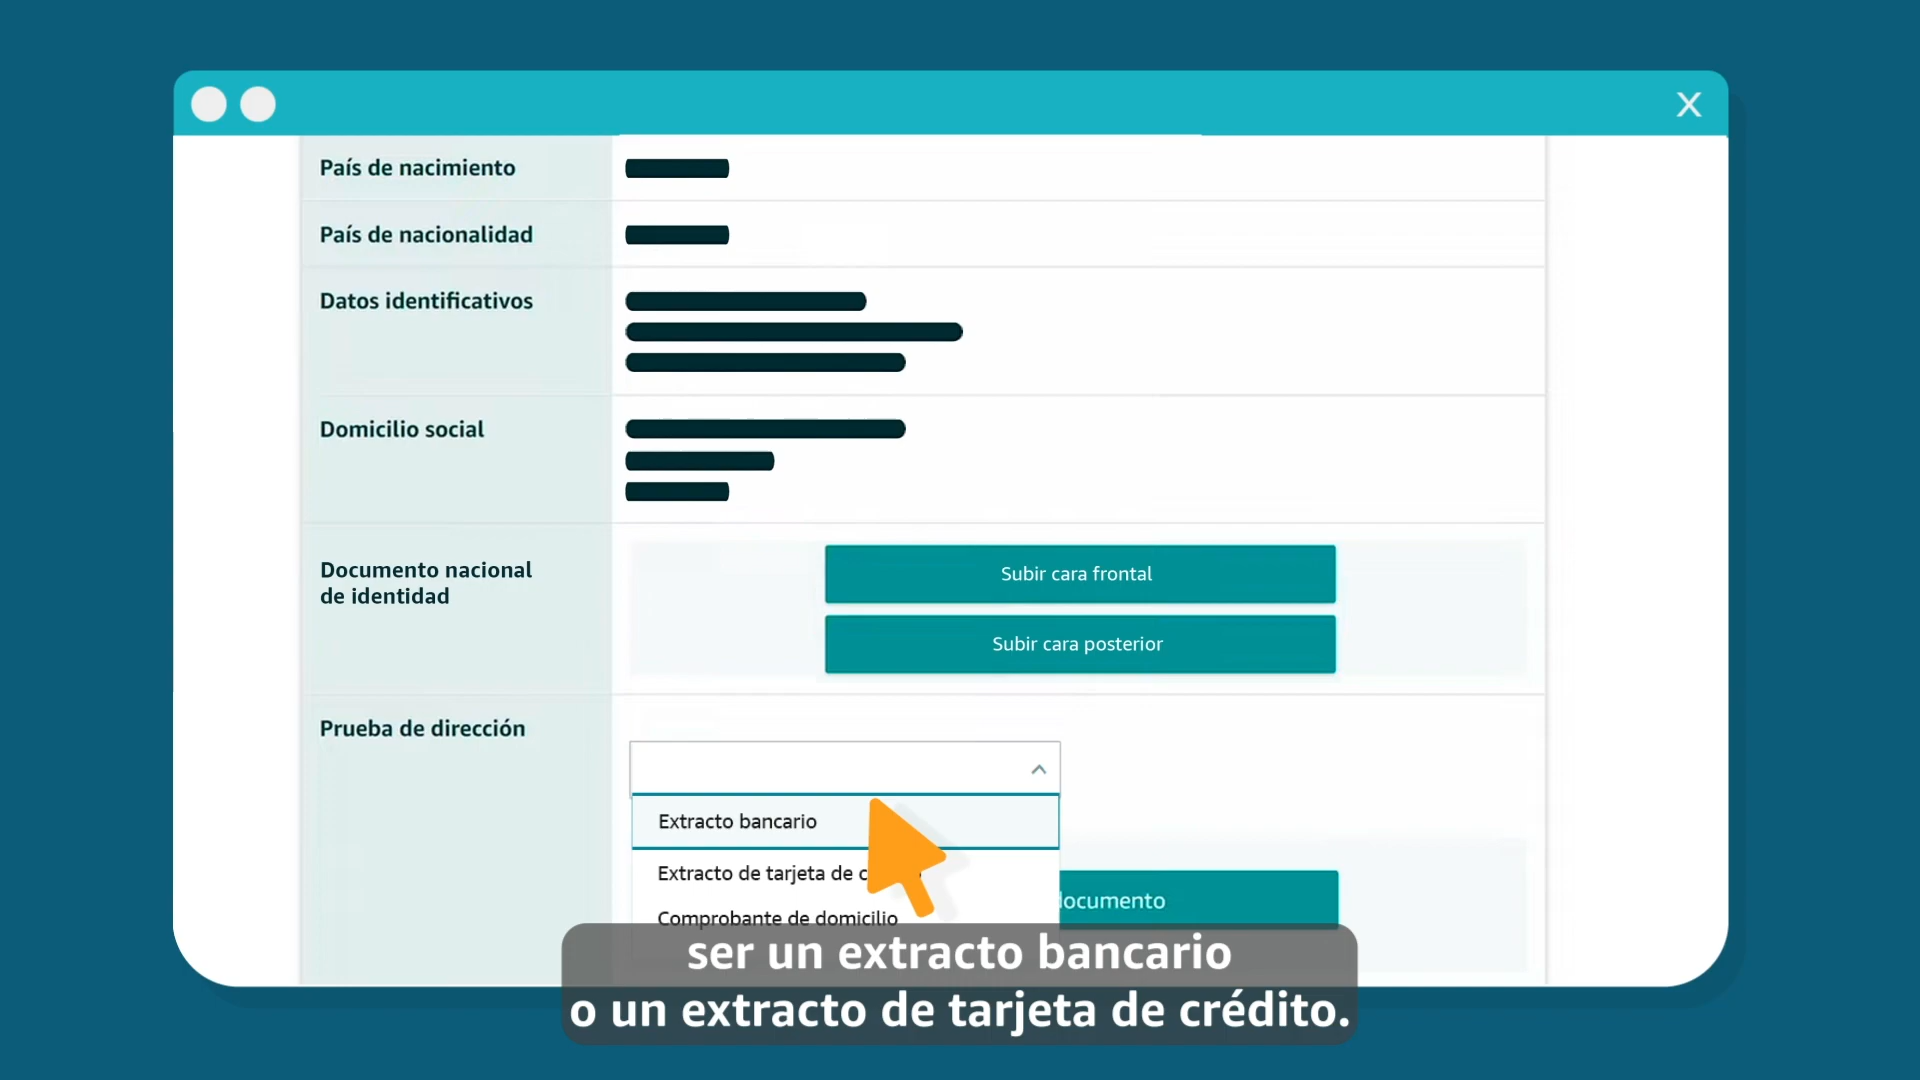 X
País de nacimiento
País de nacionalidad
Datos identificativos
Domicilio social
Documento nacional
de identidad
Subir cara frontal
Subir cara posterior
Prueba de dirección
Extracto bancario
Extracto de tarjeta de
Comprobante de domicilio
ser un extracto bancario
o un extracto de tarjeta de crédito.